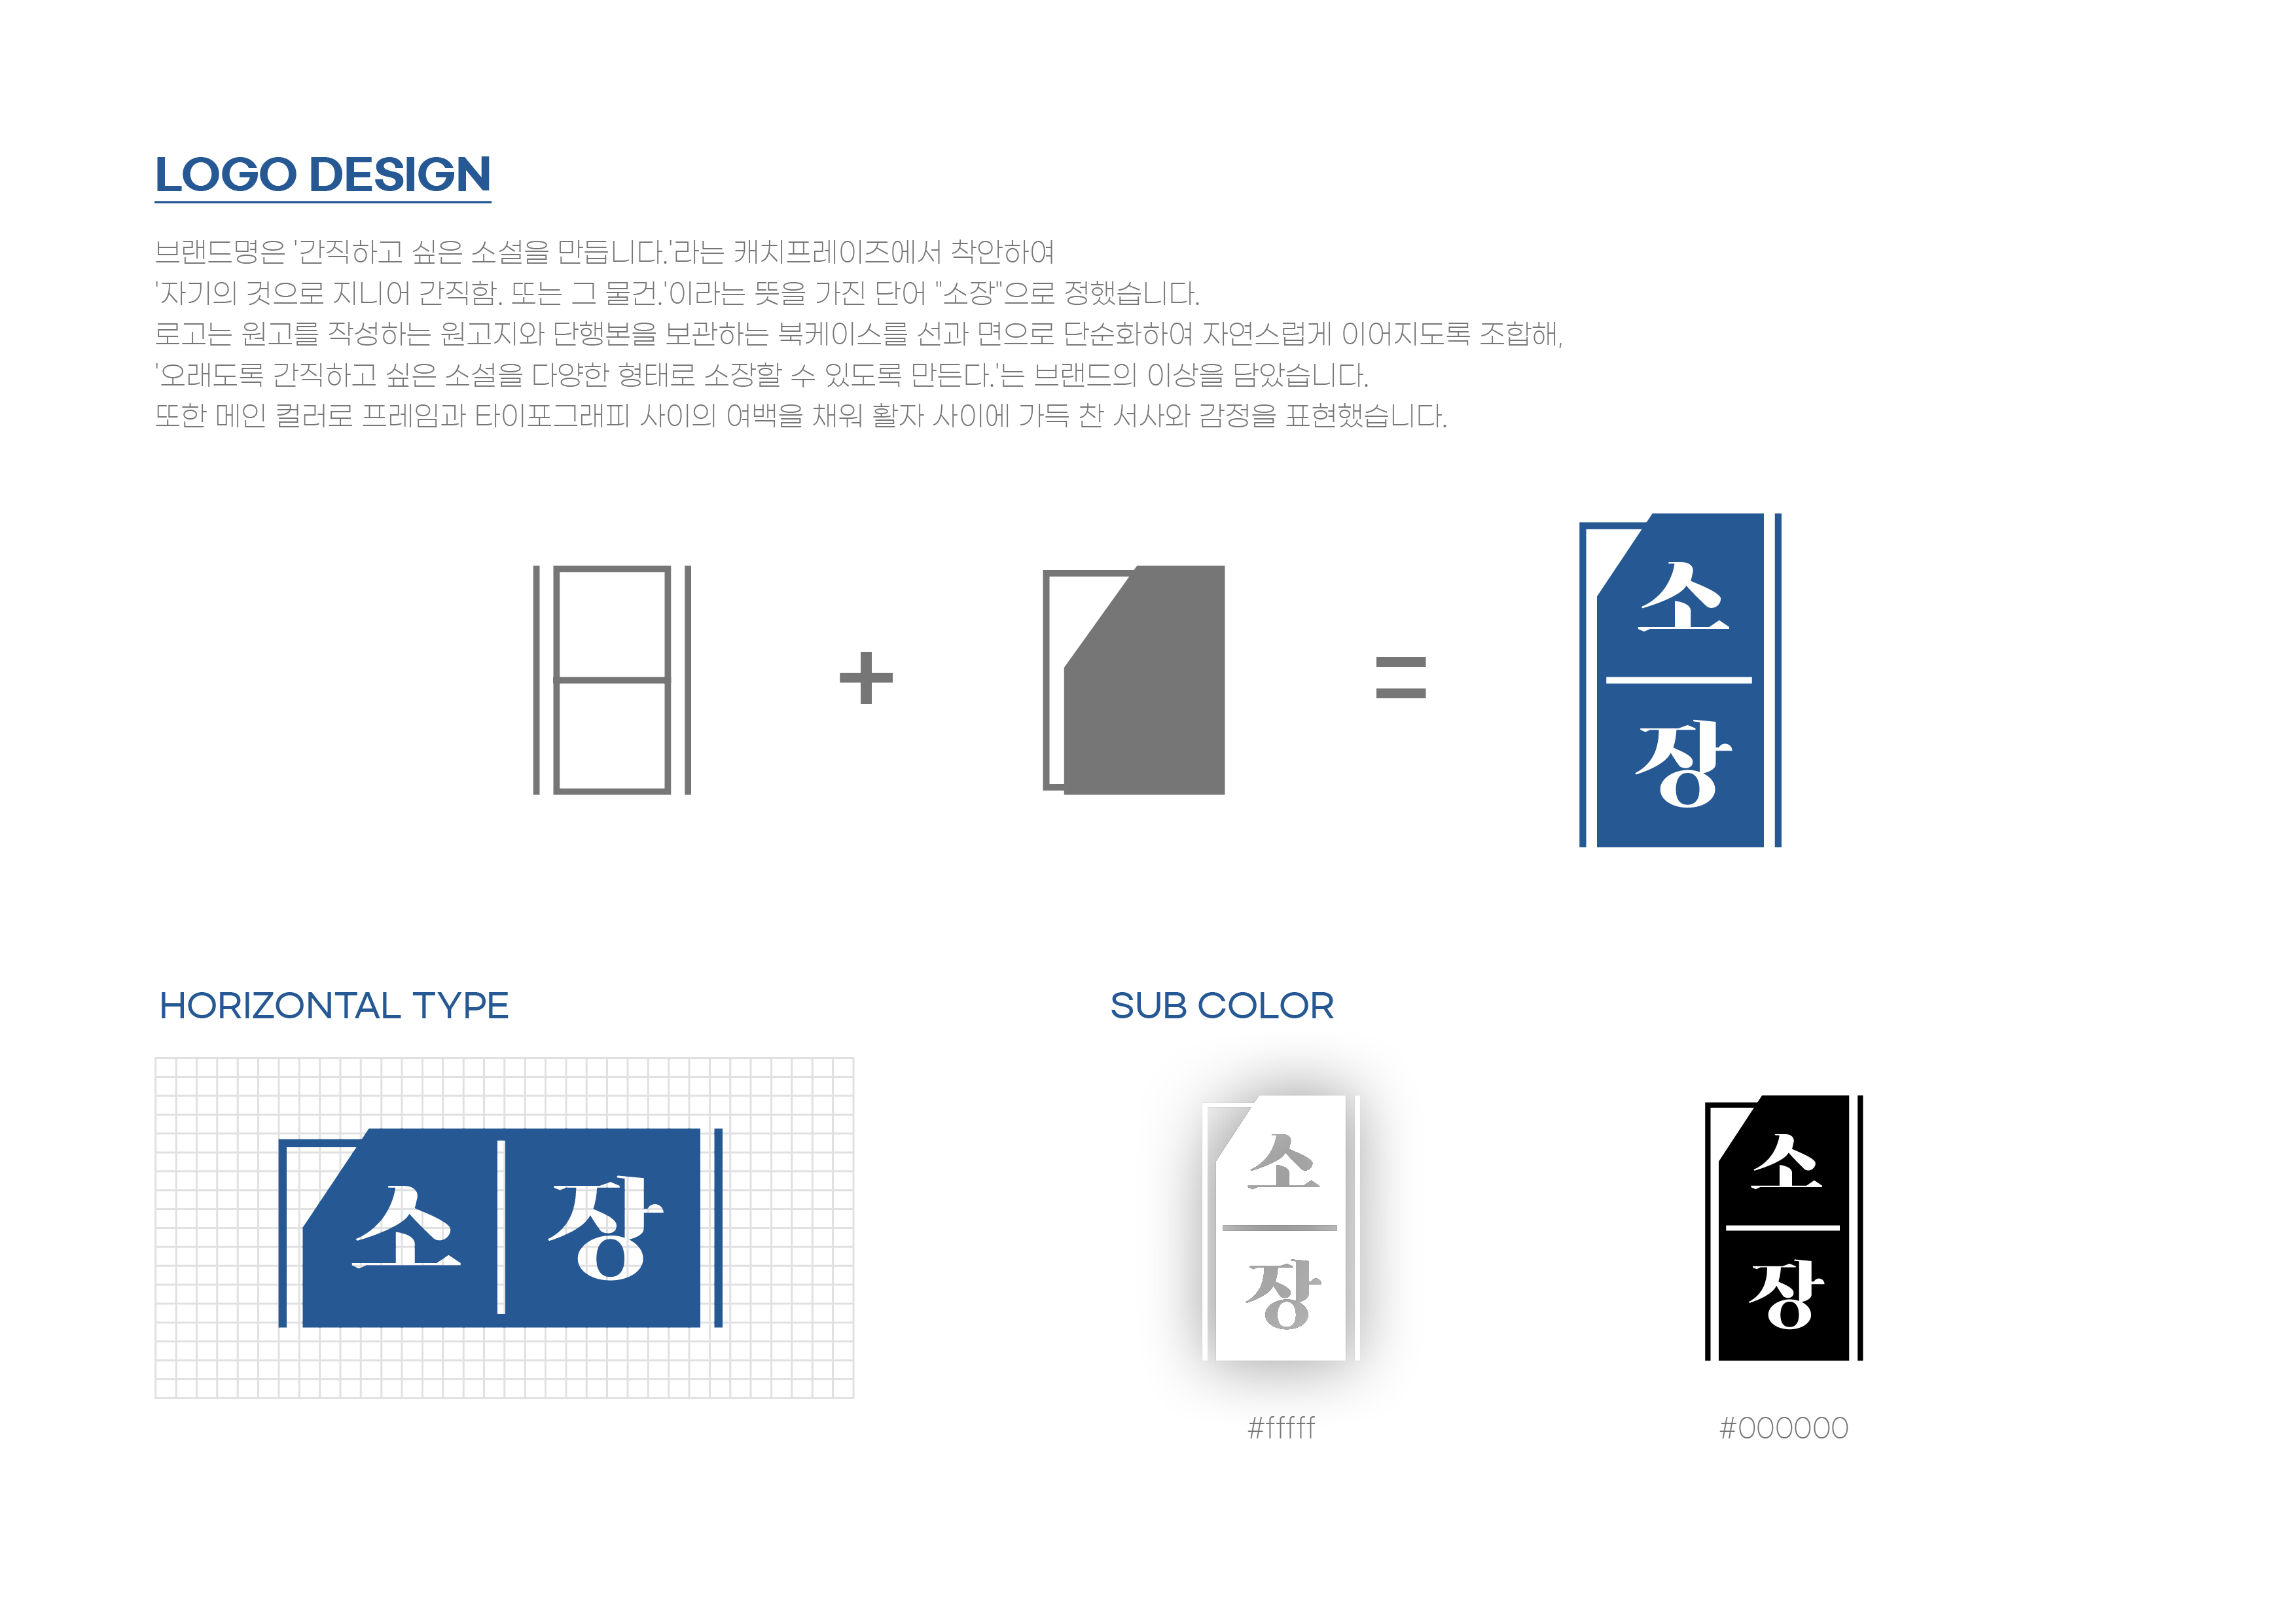 LOGO DESIGN
브랜드명은 '간직하고 싶은 소설을 만듭니다.'라는 캐치프레이즈에서 착안하여
'자기의 것으로 지니어 간직함. 또는 그 물건.'이라는 뜻을 가진 단어 "소장"으로 정했습니다.
로고는 원고를 작성하는 원고지와 단행본을 보관하는 북케이스를 선과 면으로 단순화하여 자연스럽게 이어지도록 조합해,
'오래도록 간직하고 싶은 소설을 다양한 형태로 소장할 수 있도록 만든다.'는 브랜드의 이상을 담았습니다.
또한 메인 컬러로 프레임과 타이포그래피 사이의 여백을 채워 활자 사이에 가득 찬 서사와 감정을 표현했습니다.
+
=
소
장
HORIZONTAL TYPE
소 장
SUB COLOR
소
장
#fffff
소
장
#000000